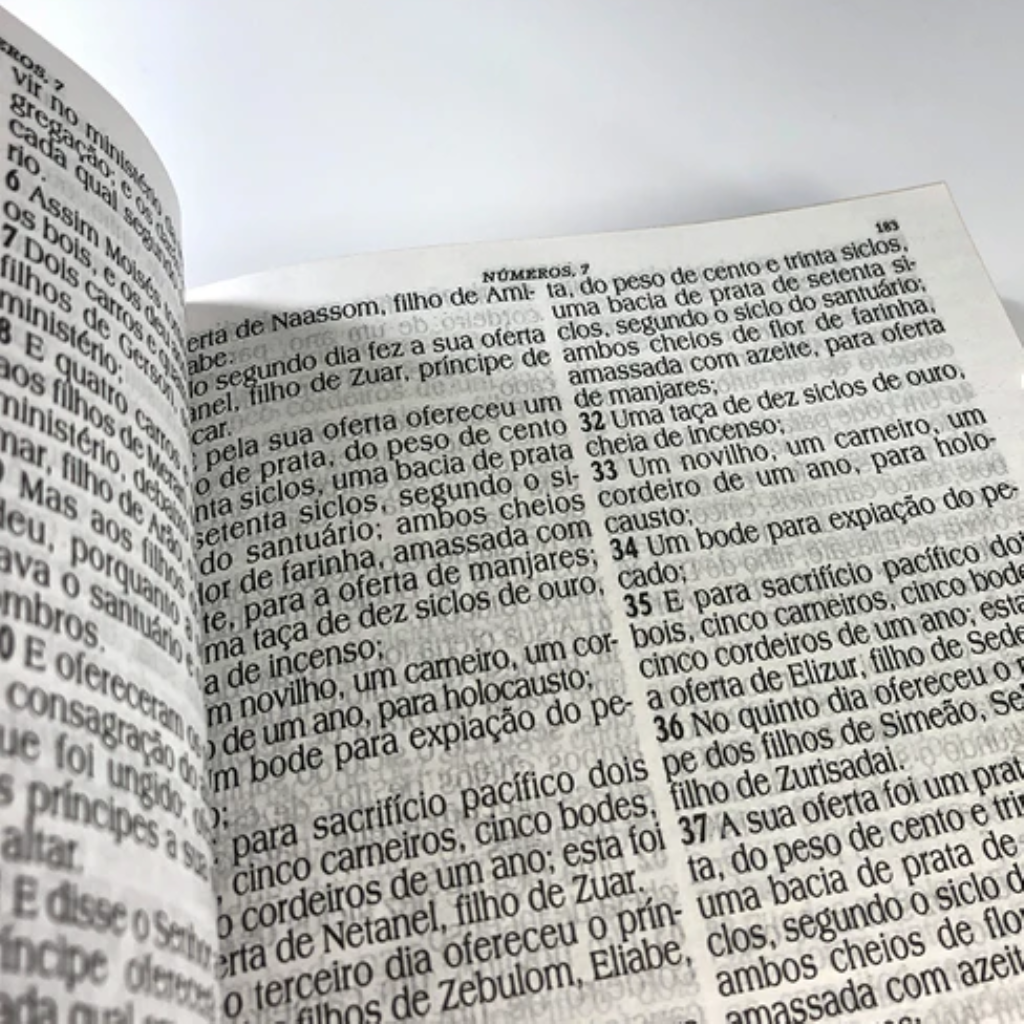 vir no ministério
gregação; e os
cada qual segundo
rio.
6 Assim Moisés
os bois, e os deu
7 Dois carros e
filhos de Gerson
ministério;
8 E quatro carros
aos filhos de Merari
ministério, debaixo
mar, filho de Arão
Mas aos filhos
deu, porquanto a
ava o santuário
ombros.
0 E ofereceram os
consagração do
ue foi ungido;
s príncipes a sua
altar.
E disse o Senhor
íncipe oferecerá
ada qual
NÚMEROS, 7
183
erta de Naassom, filho de Ami-
abe.
o segundo dia fez a sua oferta
anel, filho de Zuar, príncipe de
car.
pela sua oferta ofereceu um
o de prata, do peso de cento
nta siclos, uma bacia de prata
setenta siclos, segundo o si-
do santuário; ambos cheios
lor de farinha, amassada com
te, para a oferta de manjares;
ma taça de dez siclos de ouro,
a de incenso;
m novilho, um carneiro, um cor-
o de um ano, para holocausto;
m bode para expiação do pe-
o;
para sacrifício pacífico dois
cinco carneiros, cinco bodes,
o cordeiros de um ano; esta foi
erta de Netanel, filho de Zuar.
o terceiro dia ofereceu o prín-
filhos de Zebulom, Eliabe,
ta, do peso de cento e trinta siclos,
uma bacia de prata de setenta si-
clos, segundo o siclo do santuário;
ambos cheios de flor de farinha,
amassada com azeite, para oferta
de manjares;
32 Uma taça de dez siclos de ouro,
cheia de incenso;
33 Um novilho, um carneiro, um
cordeiro de um ano, para holo-
causto;
34 Um bode para expiação do pe-
cado;
35 E para sacrifício pacífico dois
bois, cinco carneiros, cinco bode
cinco cordeiros de um ano; esta
a oferta de Elizur, filho de Sede
36 No quinto dia ofereceu o
pe dos filhos de Simeão, Se
filho de Zurisadai.
37 A sua oferta foi um prat
ta, do peso de cento e trin
uma bacia de prata de
clos, segundo o siclo d
ambos cheios de flor
amassada com azeite